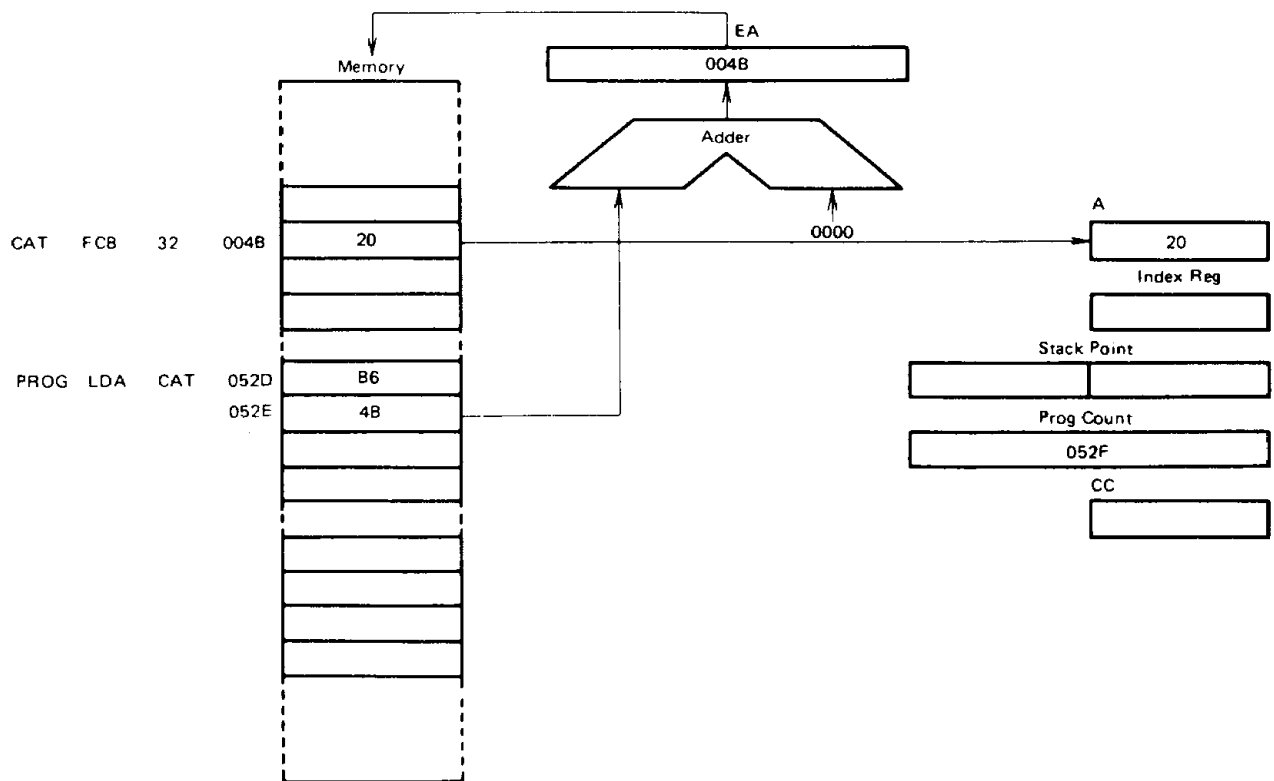 EA
004B
Memory
Adder
A
CAT FCB 32 004B 20 0000 20
Index Reg
Stack Point
PROG LDA CAT 052D B6
052E 4B
Prog Count
052F
CC